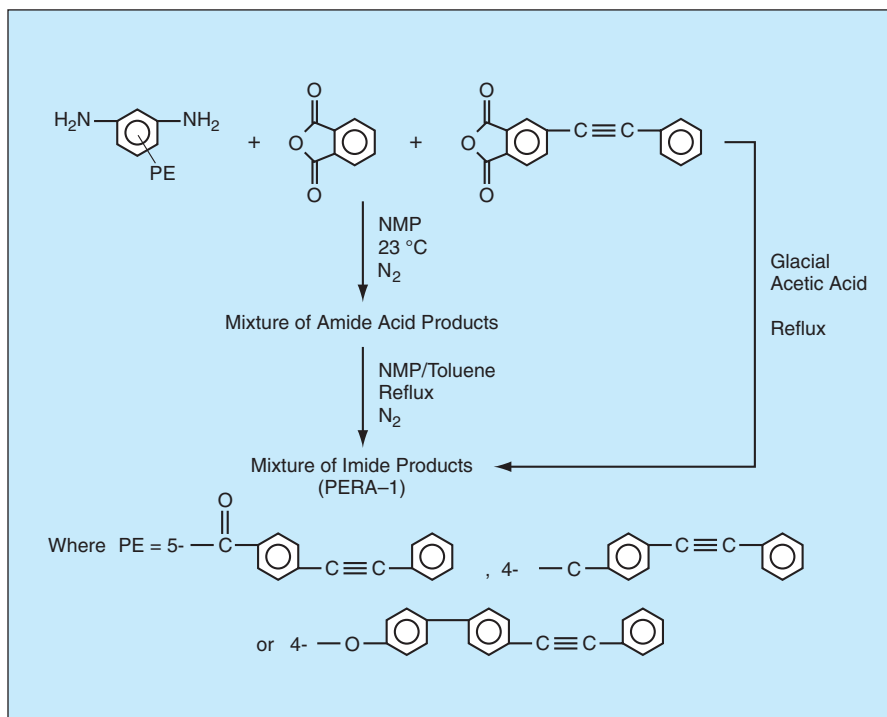 H2N NH2 PE + O O O + O O O C≡C
NMP
23 °C
N2
Glacial
Acetic Acid
Reflux
Mixture of Amide Acid Products
NMP/Toluene
Reflux
N2
Mixture of Imide Products
(PERA–1)
Where PE = 5- O C C≡C , 4- C C≡C
or 4- O C≡C